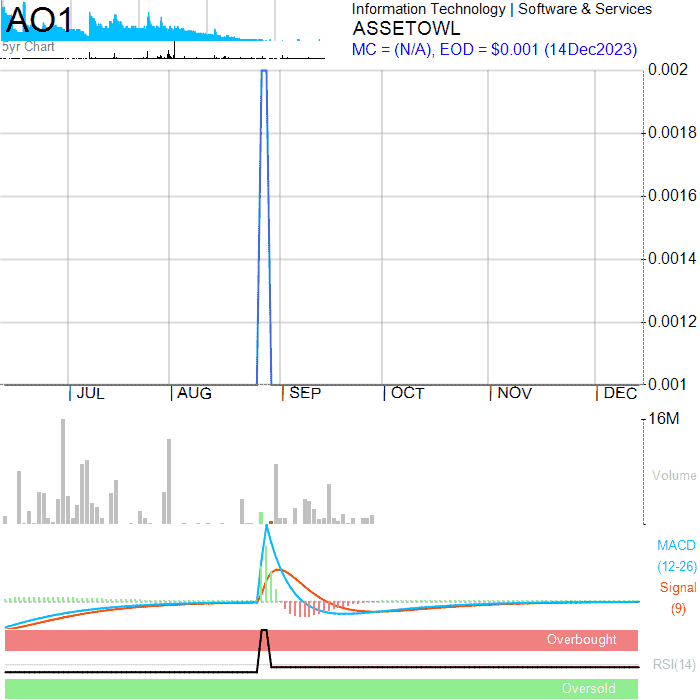 AO1
5yr Chart
Information Technology | Software & Services
ASSETOWL
MC = (N/A), EOD = $0.001 (14Dec2023)
0.002
0.0018
0.0016
0.0014
0.0012
0.001
JUL AUG SEP OCT NOV DEC
16M
Volume
MACD
(12-26)
Signal
(9)
Overbought
RSI(14)
Oversold